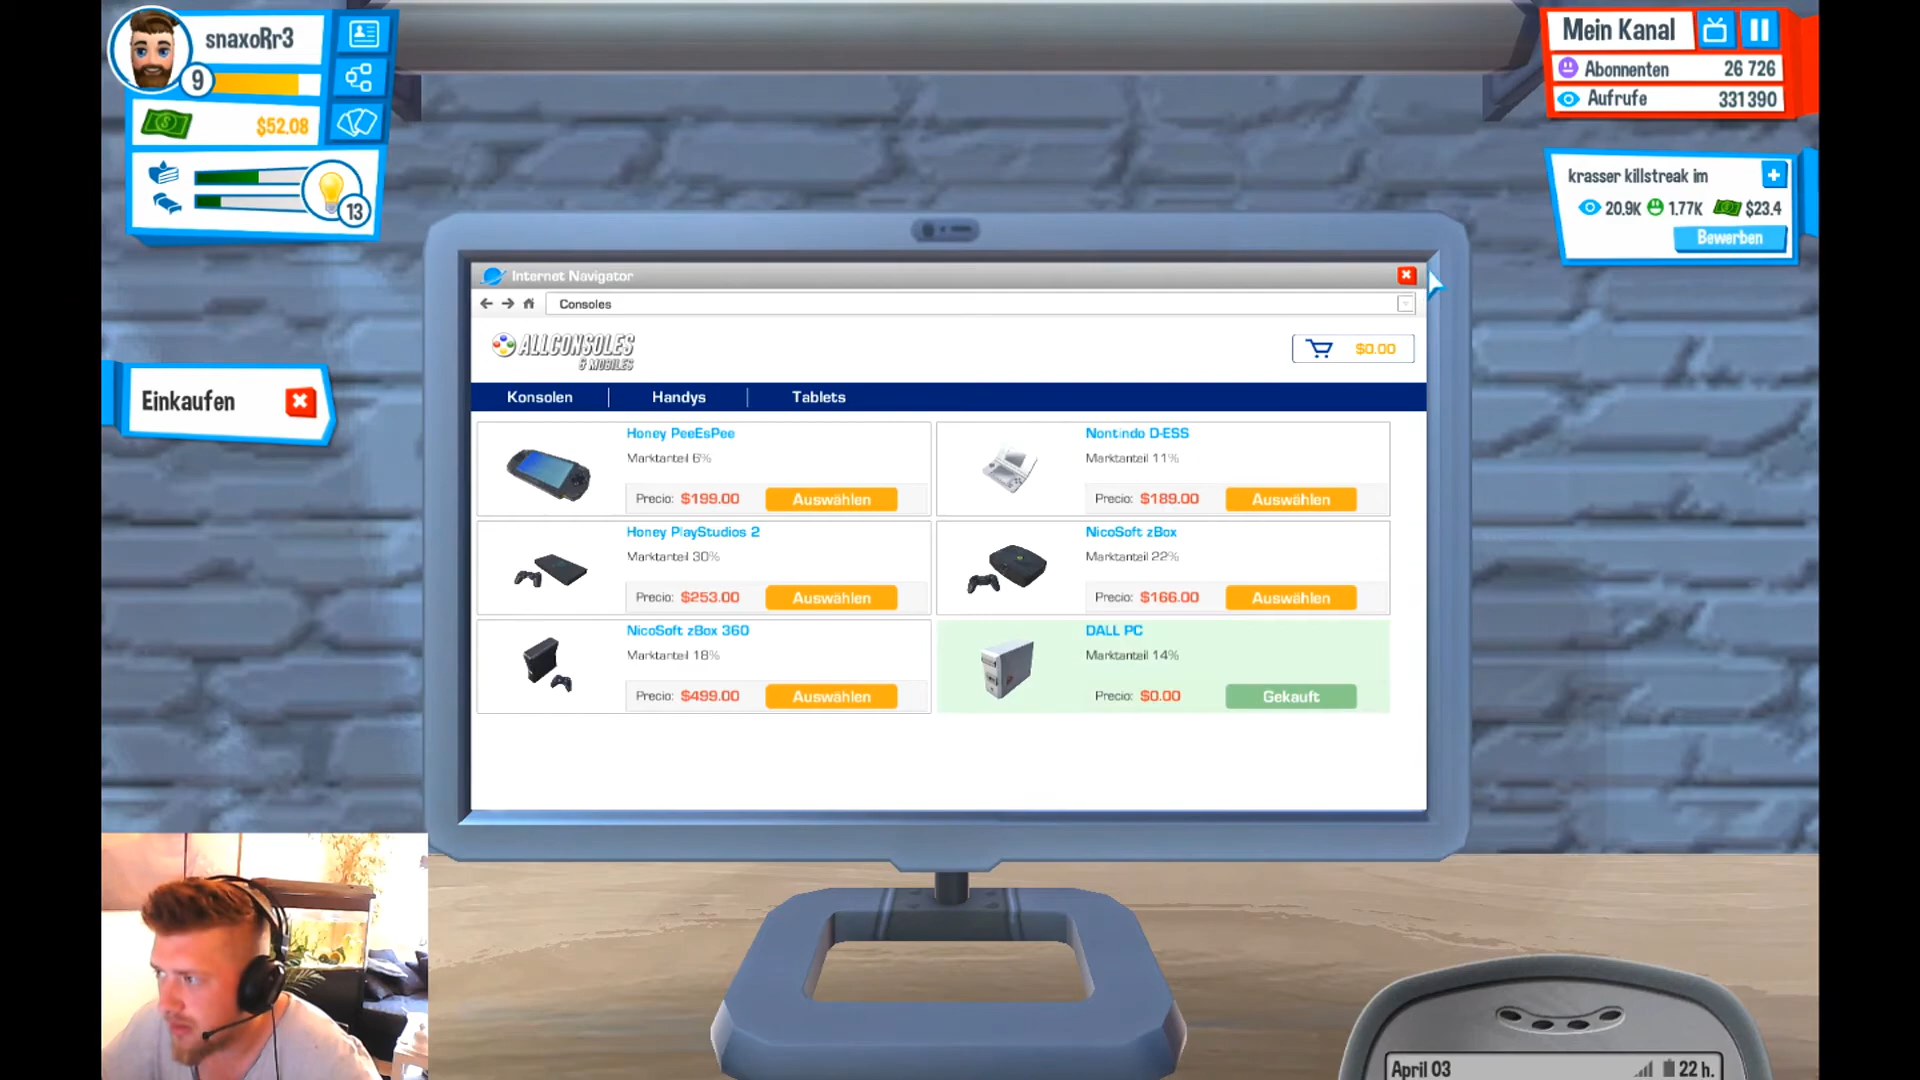 snaxoRr3
9
$52.08
13
Mein Kanal
Abonnenten 26 726
Aufrufe 331 390
krasser killstreak im
20.9K 1.77K $23.4
Bewerben
Einkaufen
Internet Navigator
Consoles
ALLCONSOLES
& MOBILES
$0.00
Konsolen Handys Tablets
Honey PeeEsPee
Marktanteil 6%
Precio: $199.00 Auswählen
Nontindo D-ESS
Marktanteil 11%
Precio: $189.00 Auswählen
Honey PlayStudios 2
Marktanteil 30%
Precio: $253.00 Auswählen
NicoSoft zBox
Marktanteil 22%
Precio: $166.00 Auswählen
NicoSoft zBox 360
Marktanteil 18%
Precio: $499.00 Auswählen
DALL PC
Marktanteil 14%
Precio: $0.00 Gekauft
April 03 22 h.